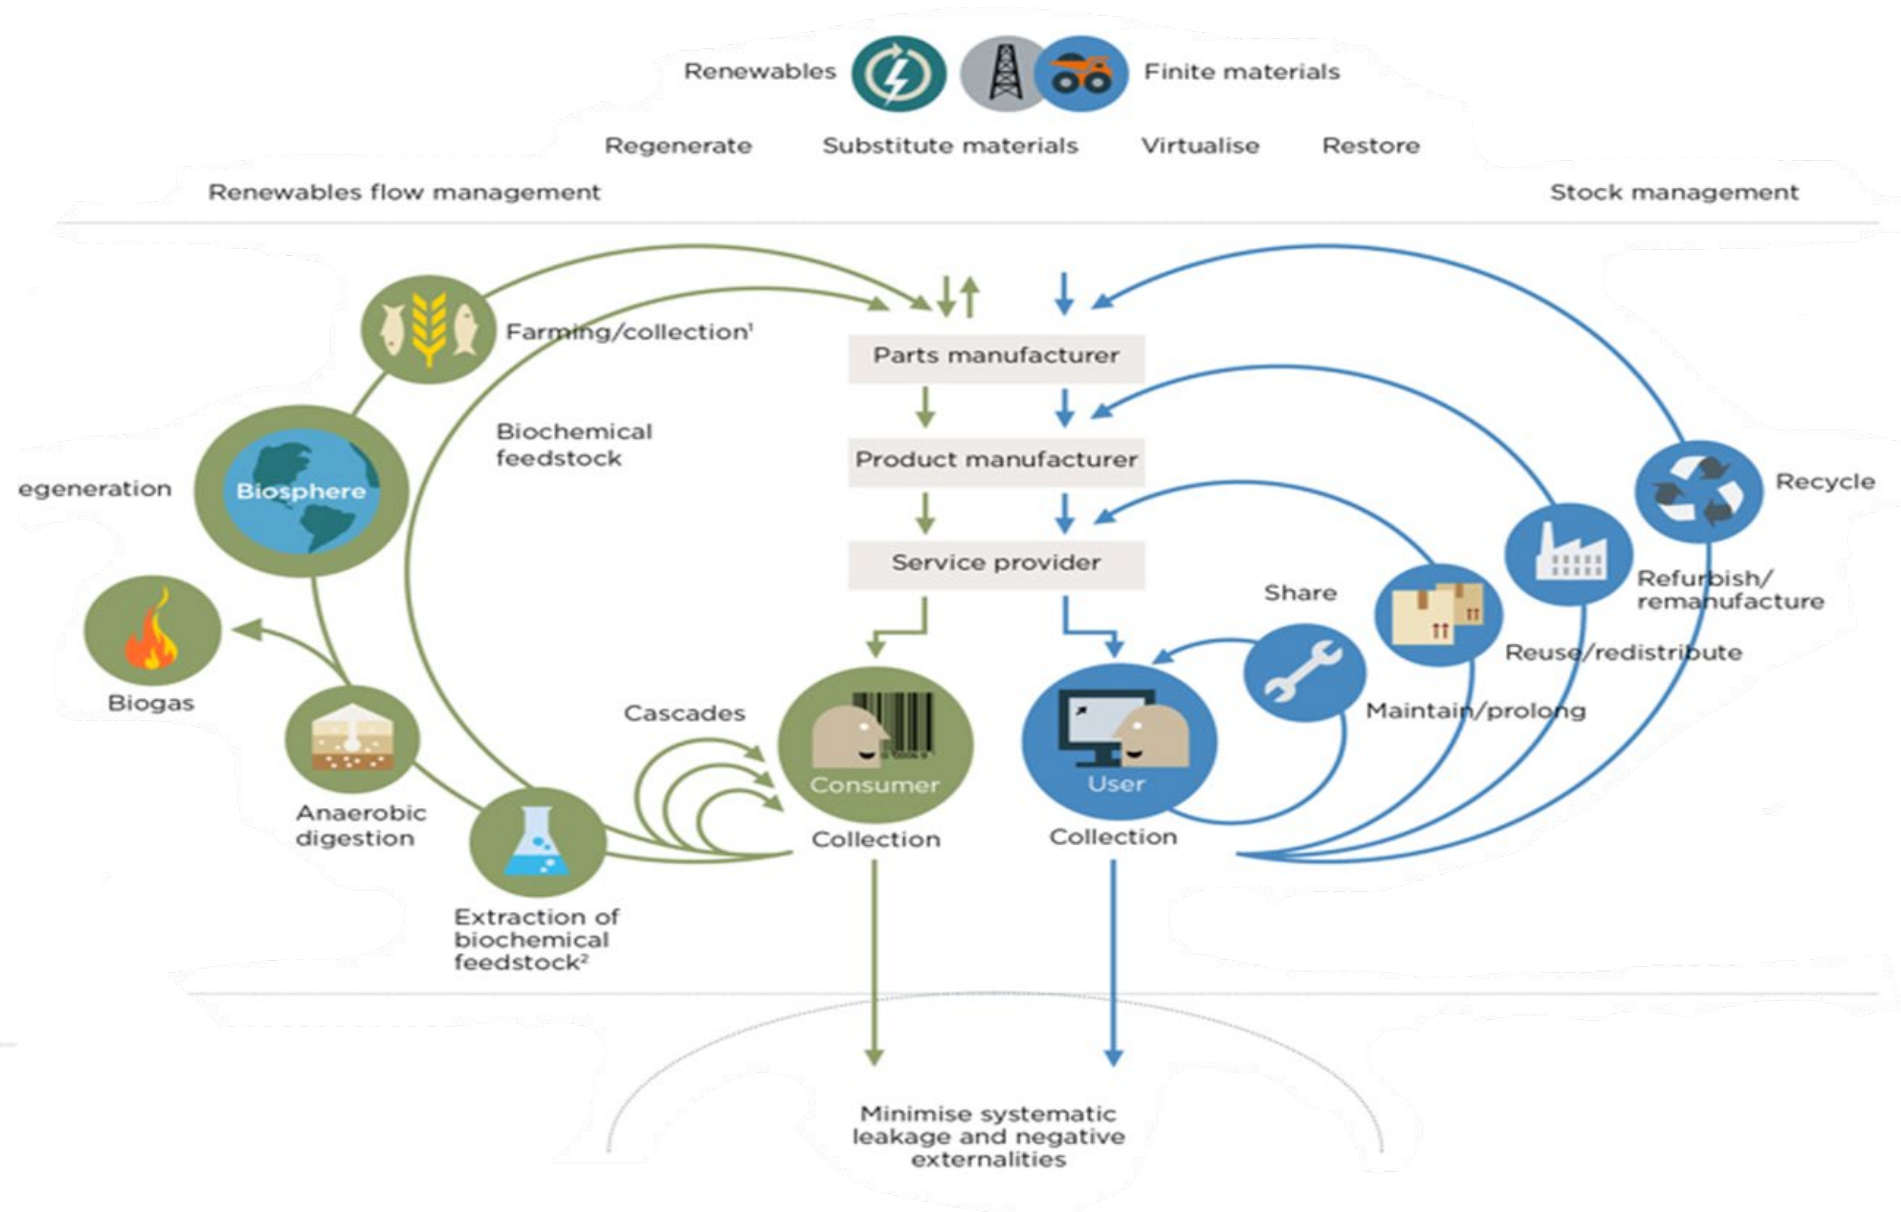 Renewables
Finite materials
Regenerate
Substitute materials
Virtualise
Restore
Renewables flow management
Stock management
Farming/collection¹
Parts manufacturer
Biochemical
feedstock
Product manufacturer
egeneration
Biosphere
Recycle
Service provider
Share
Refurbish/
remanufacture
Reuse/redistribute
Biogas
Cascades
Maintain/prolong
Consumer
User
Anaerobic
digestion
Collection
Collection
Extraction of
biochemical
feedstock²
Minimise systematic
leakage and negative
externalities